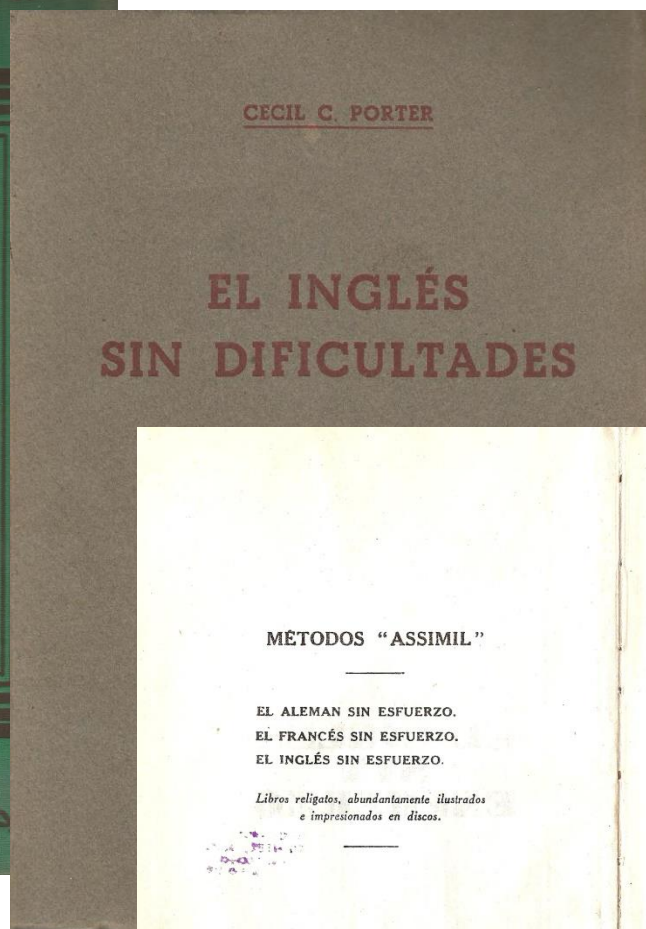 CECIL C. PORTER
EL INGLÉS
SIN DIFICULTADES
MÉTODOS "ASSIMIL"
EL ALEMAN SIN ESFUERZO.
EL FRANCÉS SIN ESFUERZO.
EL INGLÉS SIN ESFUERZO.
Libros religatos, abundantamente ilustrados
e impresionados en discos.